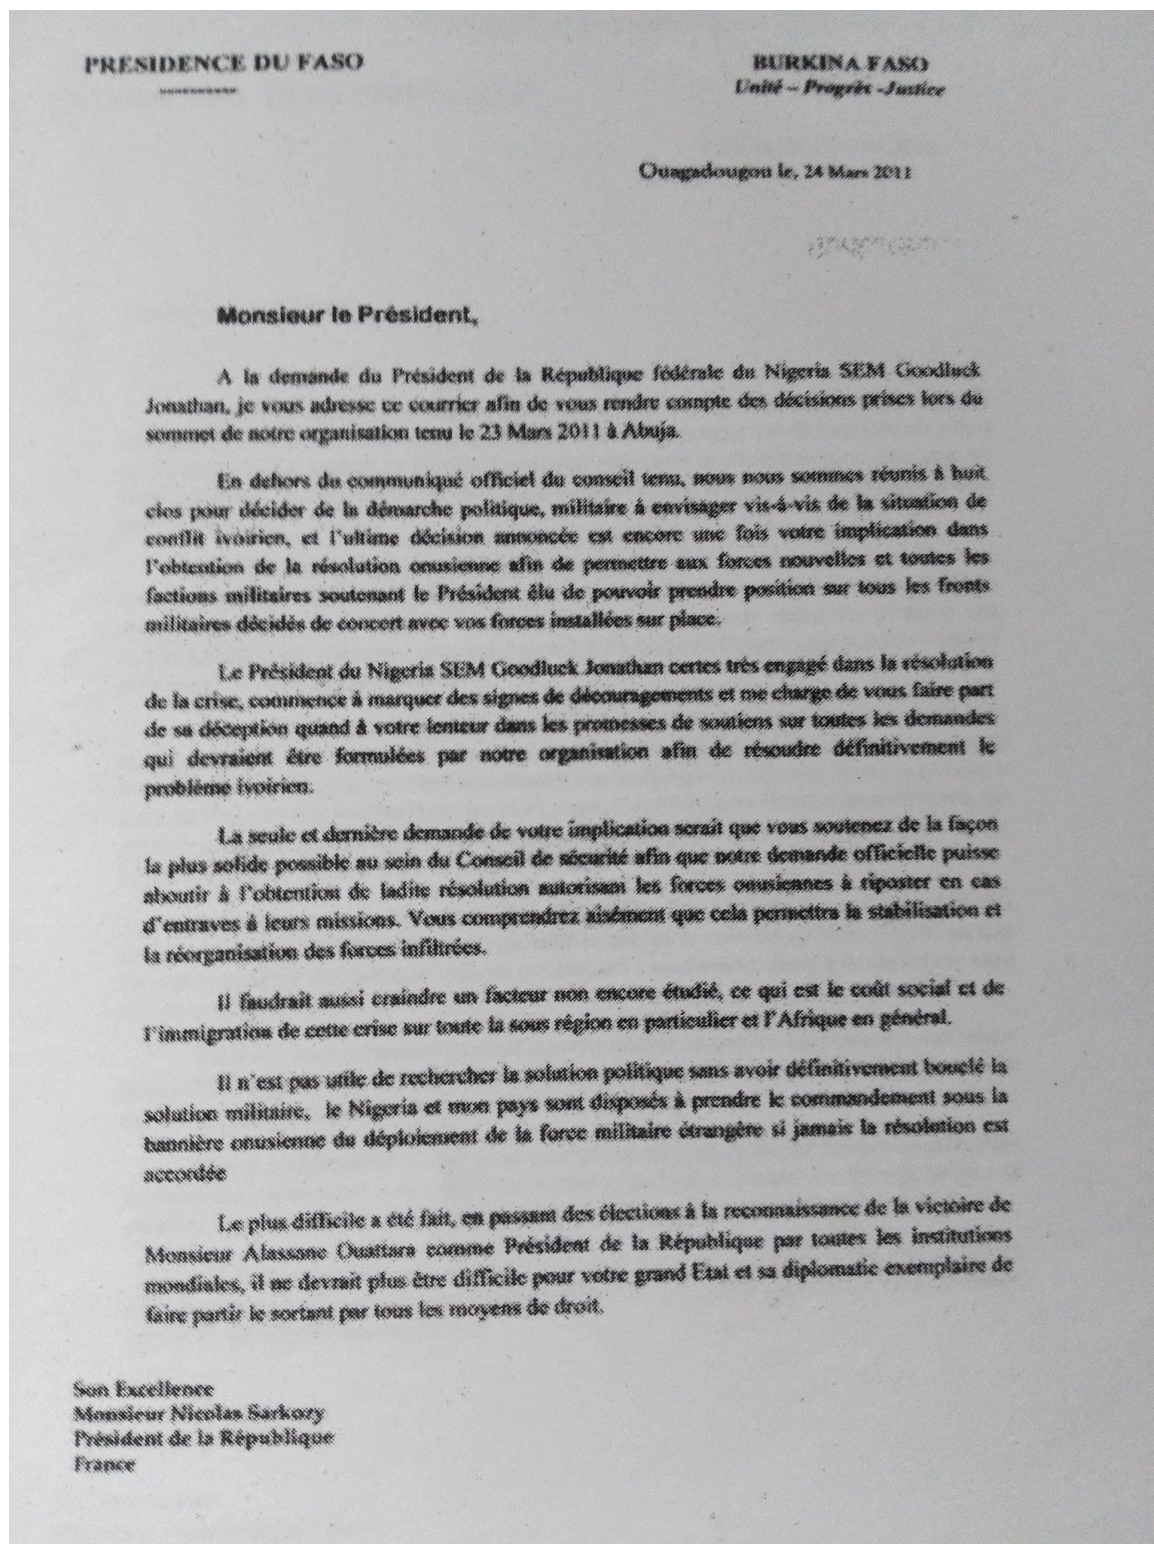 PRESIDENCE DU FASO
----------
BURKINA FASO
Unité – Progrès -Justice
Ouagadougou le, 24 Mars 2011
Monsieur le Président,
A la demande du Président de la République fédérale du Nigeria SEM Goodluck
Jonathan, je vous adresse ce courrier afin de vous rendre compte des décisions prises lors du
sommet de notre organisation tenu le 23 Mars 2011 à Abuja.
En dehors du communiqué officiel du conseil tenu, nous nous sommes réunis à huit
clos pour décider de la démarche politique, militaire à envisager vis-à-vis de la situation de
conflit ivoirien, et l'ultime décision annoncée est encore une fois votre implication dans
l'obtention de la résolution onusienne afin de permettre aux forces nouvelles et toutes les
factions militaires soutenant le Président élu de pouvoir prendre position sur tous les fronts
militaires décidés de concert avec vos forces installées sur place.
Le Président du Nigeria SEM Goodluck Jonathan certes très engagé dans la résolution
de la crise, commence à marquer des signes de découragements et me charge de vous faire part
de sa déception quand à votre lenteur dans les promesses de soutiens sur toutes les demandes
qui devraient être formulées par notre organisation afin de résoudre définitivement le
problème ivoirien.
La seule et dernière demande de votre implication serait que vous soutenez de la façon
la plus solide possible au sein du Conseil de sécurité afin que notre demande officielle puisse
aboutir à l'obtention de ladite résolution autorisant les forces onusiennes à riposter en cas
d'entraves à leurs missions. Vous comprendrez aisément que cela permettra la stabilisation et
la réorganisation des forces infiltrées.
Il faudrait aussi craindre un facteur non encore étudié, ce qui est le coût social et de
l'immigration de cette crise sur toute la sous région en particulier et l'Afrique en général.
Il n'est pas utile de rechercher la solution politique sans avoir définitivement bouclé la
solution militaire, le Nigeria et mon pays sont disposés à prendre le commandement sous la
bannière onusienne du déploiement de la force militaire étrangère si jamais la résolution est
accordée
Le plus difficile a été fait, en passant des élections à la reconnaissance de la victoire de
Monsieur Alassane Ouattara comme Président de la République par toutes les institutions
mondiales, il ne devrait plus être difficile pour votre grand Etat et sa diplomatie exemplaire de
faire partir le sortant par tous les moyens de droit.
Son Excellence
Monsieur Nicolas Sarkozy
Président de la République
France